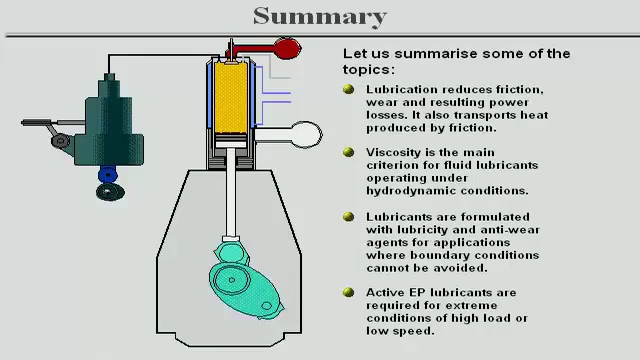 Summary
Let us summarise some of the
topics:
Lubrication reduces friction,
wear and resulting power
losses. It also transports heat
produced by friction.
Viscosity is the main
criterion for fluid lubricants
operating under
hydrodynamic conditions.
Lubricants are formulated
with lubricity and anti-wear
agents for applications
where boundary conditions
cannot be avoided.
Active EP lubricants are
required for extreme
conditions of high load or
low speed.